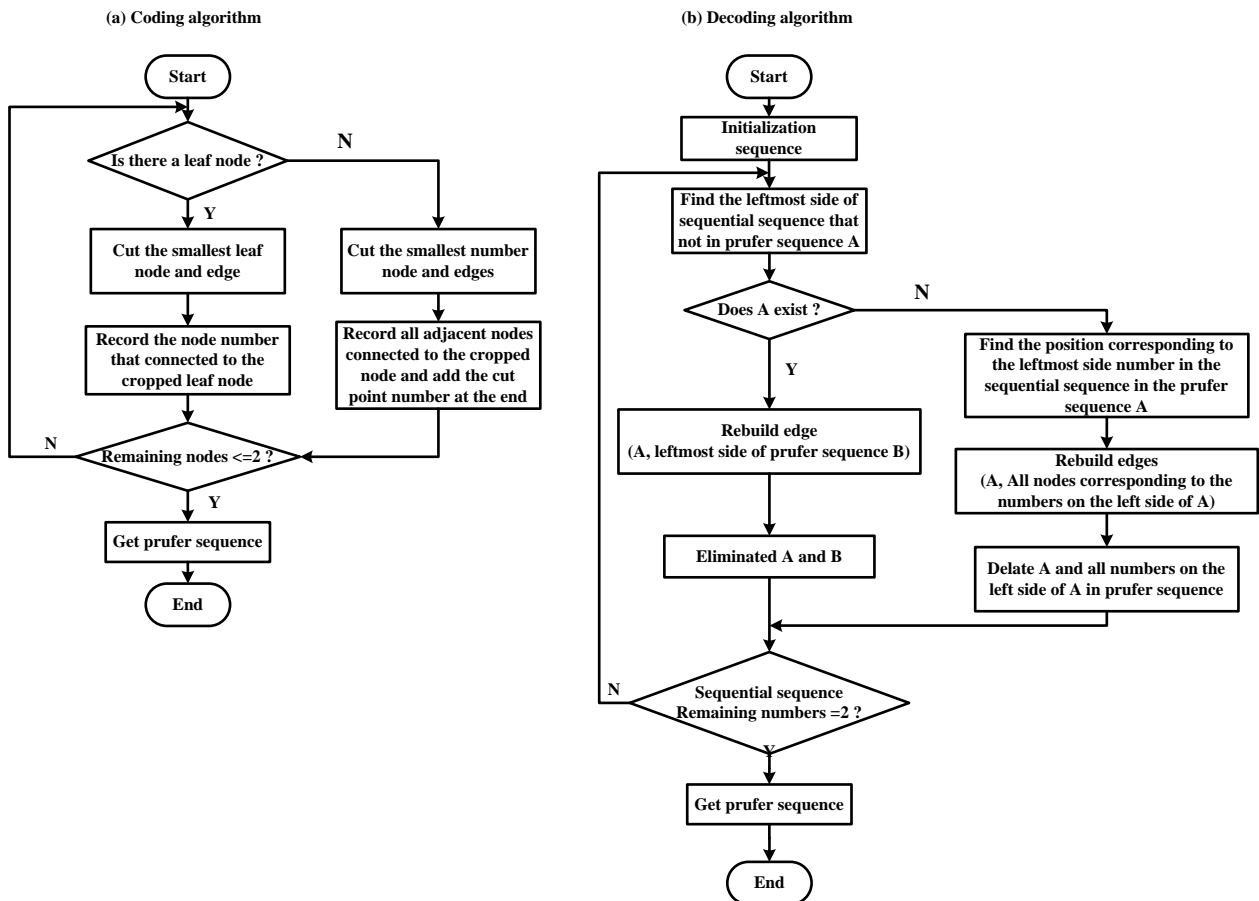 (a) Coding algorithm
Start
Is there a leaf node ?
N
Y
Cut the smallest leaf
node and edge
Cut the smallest number
node and edges
Record the node number
that connected to the
cropped leaf node
Record all adjacent nodes
connected to the cropped
node and add the cut
point number at the end
N
Remaining nodes <=2 ?
Y
Get prufer sequence
End
(b) Decoding algorithm
Start
Initialization
sequence
Find the leftmost side of
sequential sequence that
not in prufer sequence A
Does A exist ?
N
Y
Find the position corresponding to
the leftmost side number in the
sequential sequence in the prufer
sequence A
Rebuild edge
(A, leftmost side of prufer sequence B)
Rebuild edges
(A, All nodes corresponding to the
numbers on the left side of A)
Eliminated A and B
Delate A and all numbers on the
left side of A in prufer sequence
N
Sequential sequence
Remaining numbers =2 ?
Y
Get prufer sequence
End